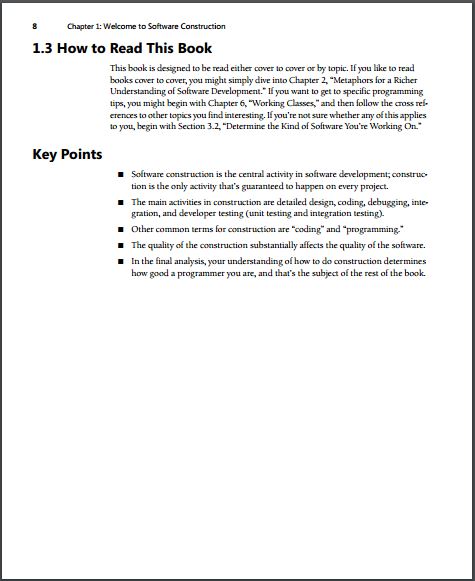 8 Chapter 1: Welcome to Software Construction
1.3 How to Read This Book
This book is designed to be read either cover to cover or by topic. If you like to read
books cover to cover, you might simply dive into Chapter 2, “Metaphors for a Richer
Understanding of Software Development.” If you want to get to specific programming
tips, you might begin with Chapter 6, “Working Classes,” and then follow the cross ref-
erences to other topics you find interesting. If you’re not sure whether any of this applies
to you, begin with Section 3.2, “Determine the Kind of Software You’re Working On.”
Key Points
■ Software construction is the central activity in software development; construc-
tion is the only activity that’s guaranteed to happen on every project.
■ The main activities in construction are detailed design, coding, debugging, inte-
gration, and developer testing (unit testing and integration testing).
■ Other common terms for construction are “coding” and “programming.”
■ The quality of the construction substantially affects the quality of the software.
■ In the final analysis, your understanding of how to do construction determines
how good a programmer you are, and that’s the subject of the rest of the book.